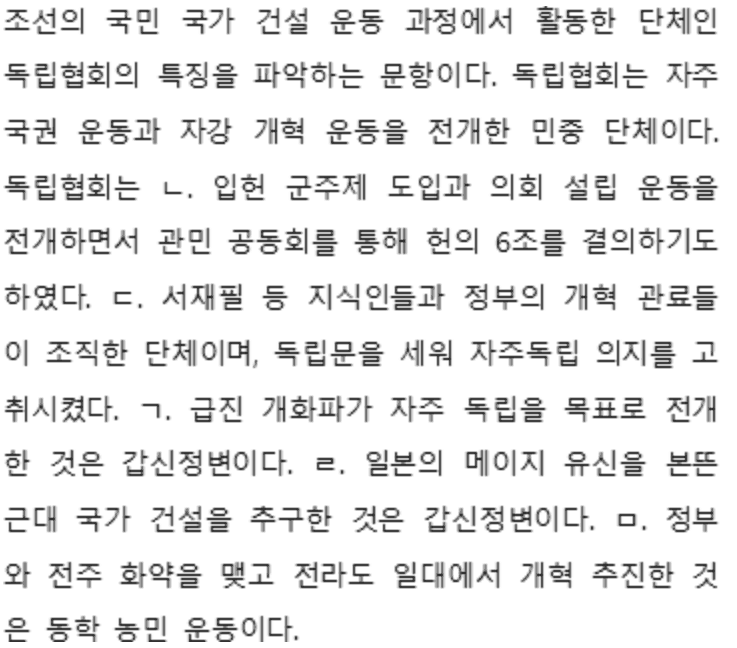 조선의 국민 국가 건설 운동 과정에서 활동한 단체인
독립협회의 특징을 파악하는 문항이다. 독립협회는 자주
국권 운동과 자강 개혁 운동을 전개한 민중 단체이다.
독립협회는 ㄴ. 입헌 군주제 도입과 의회 설립 운동을
전개하면서 관민 공동회를 통해 헌의 6조를 결의하기도
하였다. ㄷ. 서재필 등 지식인들과 정부의 개혁 관료들
이 조직한 단체이며, 독립문을 세워 자주독립 의지를 고
취시켰다. ㄱ. 급진 개화파가 자주 독립을 목표로 전개
한 것은 갑신정변이다. ㄹ. 일본의 메이지 유신을 본뜬
근대 국가 건설을 추구한 것은 갑신정변이다. ㅁ. 정부
와 전주 화약을 맺고 전라도 일대에서 개혁 추진한 것
은 동학 농민 운동이다.